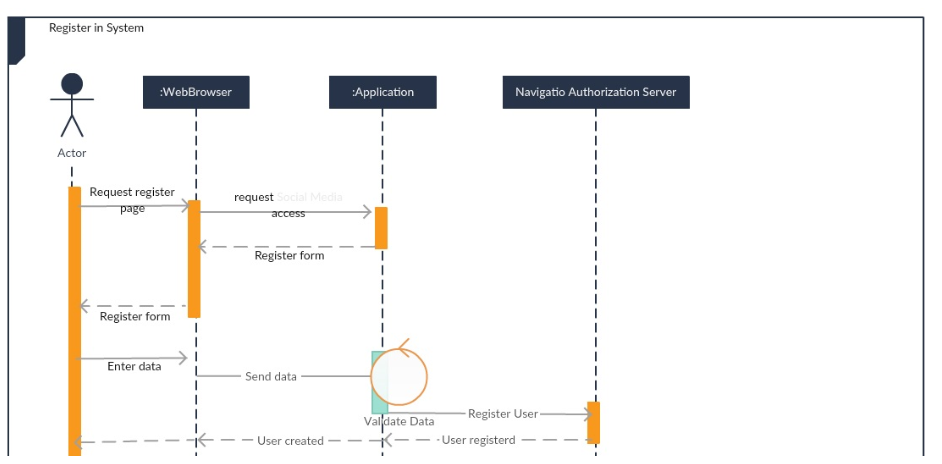 Register in System
:WebBrowser
:Application
Navigatio Authorization Server
Actor
Request register
page
request Social Media
access
Register form
Register form
Enter data
Send data
Register User
Validate Data
User created
User registerd